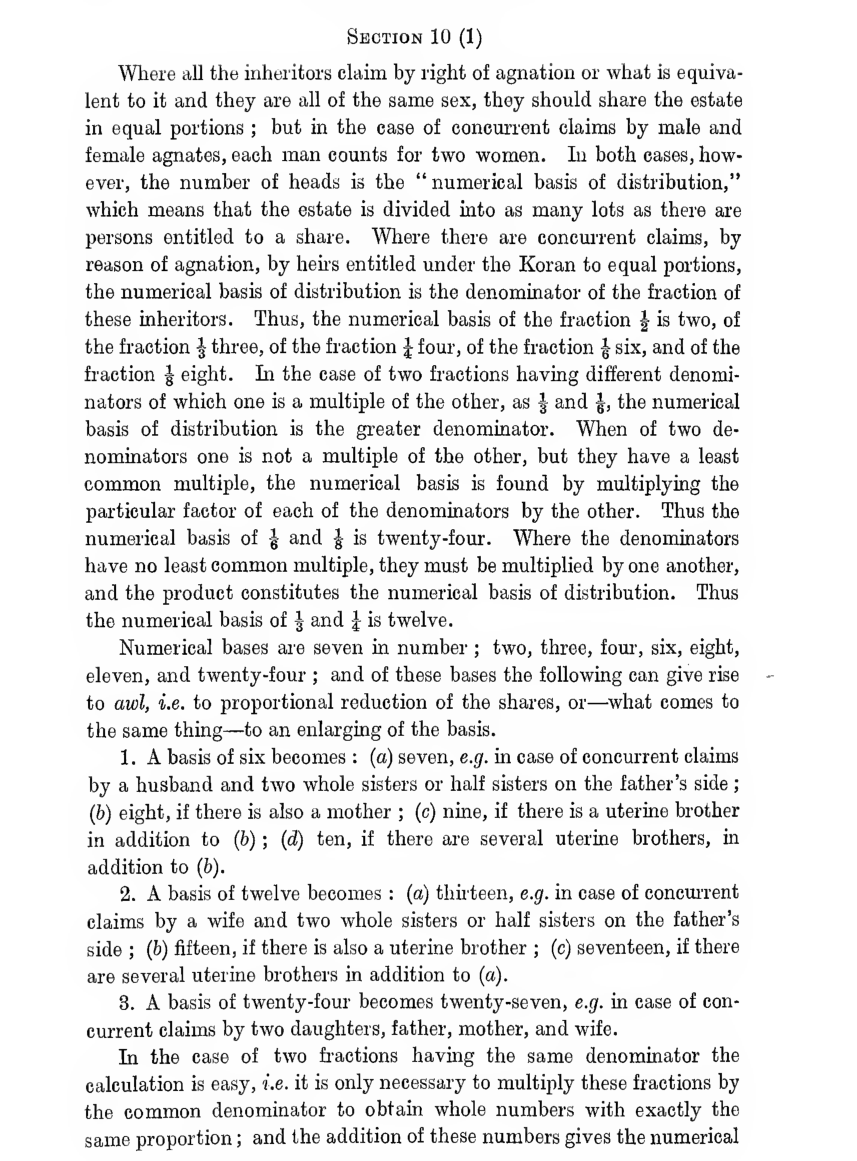 SECTION 10 (1)
Where all the inheritors claim by right of agnation or what is equiva-
lent to it and they are all of the same sex, they should share the estate
in equal portions ; but in the case of concurrent claims by male and
female agnates, each man counts for two women. In both cases, how-
ever, the number of heads is the “numerical basis of distribution,”
which means that the estate is divided into as many lots as there are
persons entitled to a share. Where there are concurrent claims, by
reason of agnation, by heirs entitled under the Koran to equal portions,
the numerical basis of distribution is the denominator of the fraction of
these inheritors. Thus, the numerical basis of the fraction ½ is two, of
the fraction ⅓ three, of the fraction ¼ four, of the fraction ⅙ six, and of the
fraction ⅛ eight. In the case of two fractions having different denomi-
nators of which one is a multiple of the other, as ⅓ and ⅙, the numerical
basis of distribution is the greater denominator. When of two de-
nominators one is not a multiple of the other, but they have a least
common multiple, the numerical basis is found by multiplying the
particular factor of each of the denominators by the other. Thus the
numerical basis of ⅙ and ⅛ is twenty-four. Where the denominators
have no least common multiple, they must be multiplied by one another,
and the product constitutes the numerical basis of distribution. Thus
the numerical basis of ⅓ and ¼ is twelve.
Numerical bases are seven in number ; two, three, four, six, eight,
eleven, and twenty-four ; and of these bases the following can give rise
to awl, i.e. to proportional reduction of the shares, or—what comes to
the same thing—to an enlarging of the basis.
1. A basis of six becomes : (a) seven, e.g. in case of concurrent claims
by a husband and two whole sisters or half sisters on the father’s side ;
(b) eight, if there is also a mother ; (c) nine, if there is a uterine brother
in addition to (b) ; (d) ten, if there are several uterine brothers, in
addition to (b).
2. A basis of twelve becomes : (a) thirteen, e.g. in case of concurrent
claims by a wife and two whole sisters or half sisters on the father’s
side ; (b) fifteen, if there is also a uterine brother ; (c) seventeen, if there
are several uterine brothers in addition to (a).
3. A basis of twenty-four becomes twenty-seven, e.g. in case of con-
current claims by two daughters, father, mother, and wife.
In the case of two fractions having the same denominator the
calculation is easy, i.e. it is only necessary to multiply these fractions by
the common denominator to obtain whole numbers with exactly the
same proportion ; and the addition of these numbers gives the numerical